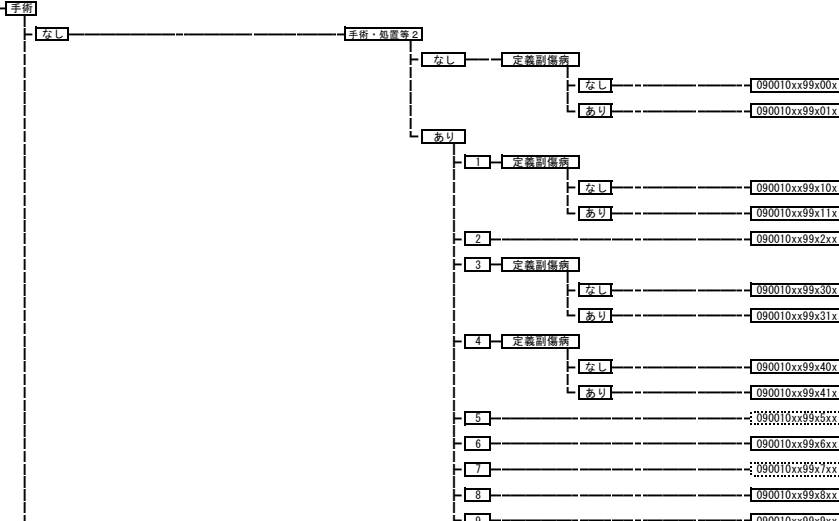 手術
なし 手術・処置等２
なし 定義副傷病
なし 090010xx99x00x
あり 090010xx99x01x
あり
1 定義副傷病
なし 090010xx99x10x
あり 090010xx99x11x
2 090010xx99x2xx
3 定義副傷病
なし 090010xx99x30x
あり 090010xx99x31x
4 定義副傷病
なし 090010xx99x40x
あり 090010xx99x41x
5 090010xx99x5xx
6 090010xx99x6xx
7 090010xx99x7xx
8 090010xx99x8xx
9 090010xx99x9xx